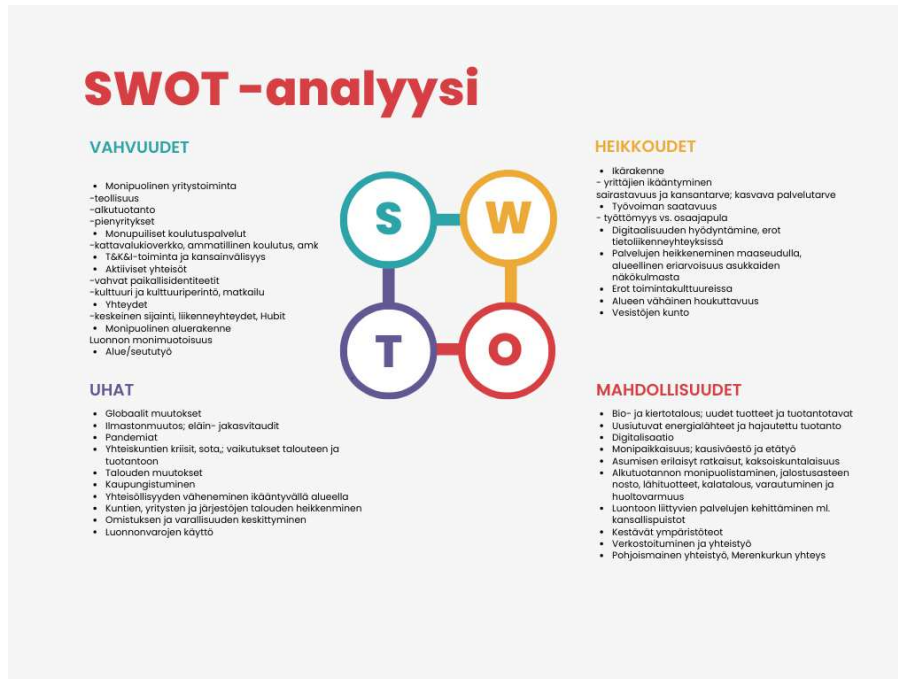 SWOT -analyysi
VAHVUUDET
• Monipuolinen yritystoiminta
-teollisuus
-alkutuotanto
-pienyritykset
• Monupuiliset koulutuspalvelut
-kattavalukioverkko, ammatillinen koulutus, amk
• T&K&I-toiminta ja kansainvälisyys
• Aktiiviset yhteisöt
-vahvat paikallisidentiteetit
-kulttuuri ja kulttuuriperintö, matkailu
• Yhteydet
-keskeinen sijainti, liikenneyhteydet, Hubit
• Monipuolinen aluerakenne
Luonnon monimuotoisuus
• Alue/seututyö
S
W
T
O
HEIKKOUDET
• Ikärakenne
- yrittäjien ikääntyminen
sairastavuus ja kansantarve; kasvava palvelutarve
• Työvoiman saatavuus
- työttömyys vs. osaajapula
• Digitaalisuuden hyödyntäminen, erot
tietoliikenneyhteyksissä
• Palvelujen heikkeneminen maaseudulla,
alueellinen eriarvoisuus asukkaiden
näkökulmasta
• Erot toimintakulttuureissa
• Alueen vähäinen houkuttavuus
• Vesistöjen kunto
UHAT
• Globaalit muutokset
• Ilmastonmuutos; eläin- jakasvitaudit
• Pandemiat
• Yhteiskuntien kriisit, sota,; vaikutukset talouteen ja
tuotantoon
• Talouden muutokset
• Kaupungistuminen
• Yhteisöllisyyden väheneminen ikääntyvällä alueella
• Kuntien, yritysten ja järjestöjen talouden heikkenminen
• Omistuksen ja varallisuuden keskittyminen
• Luonnonvarojen käyttö
MAHDOLLISUUDET
• Bio- ja kiertotalous; uudet tuotteet ja tuotantotavat
• Uusiutuvat energialähteet ja hajautettu tuotanto
• Digitalisaatio
• Monipaikkaisuus; kausiväestö ja etätyö
• Asumisen erilaisyt ratkaisut, kaksoiskuntalaisuus
• Alkutuotannon monipuolistaminen, jalostusasteen
nosto, lähituotteet, kalatalous, varautuminen ja
huoltovarmuus
• Luontoon liittyvien palvelujen kehittäminen ml.
kansallispuistot
• Kestävät ympäristöteot
• Verkostoituminen ja yhteistyö
• Pohjoismainen yhteistyö, Merenkurkun yhteys